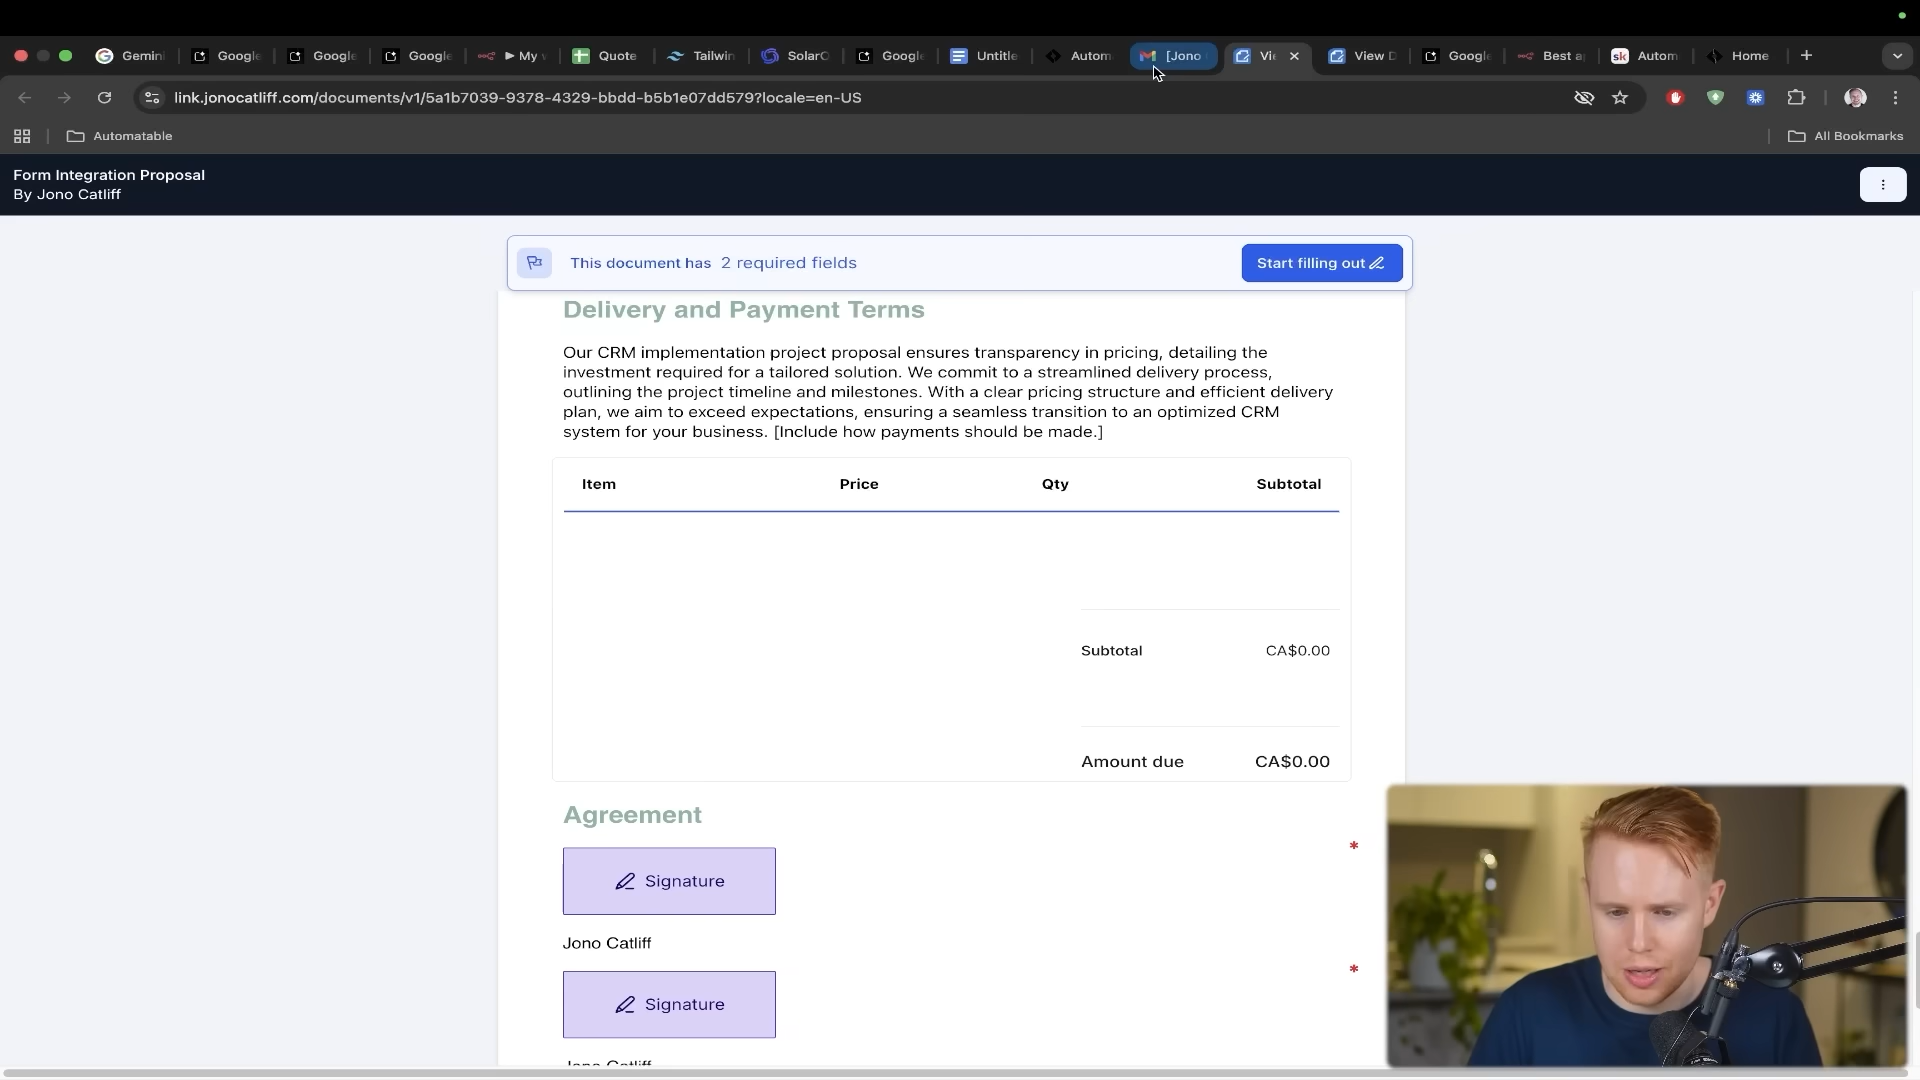 Gemini
Google
Google
Google
My
Quote
Tailwin
SolarO
Google
Untitle
Autom
[Jono
Vie
View D
Google
Best a
sk
Autom
Home
link.jonocatliff.com/documents/v1/5a1b7039-9378-4329-bbdd-b5b1e07dd579?locale=en-US
Automatable
All Bookmarks
Form Integration Proposal
By Jono Catliff
This document has 2 required fields
Start filling out
Delivery and Payment Terms
Our CRM implementation project proposal ensures transparency in pricing, detailing the
investment required for a tailored solution. We commit to a streamlined delivery process,
outlining the project timeline and milestones. With a clear pricing structure and efficient delivery
plan, we aim to exceed expectations, ensuring a seamless transition to an optimized CRM
system for your business. [Include how payments should be made.]
Item Price Qty Subtotal
Subtotal CA$0.00
Amount due CA$0.00
Agreement
*
Signature
Jono Catliff
*
Signature